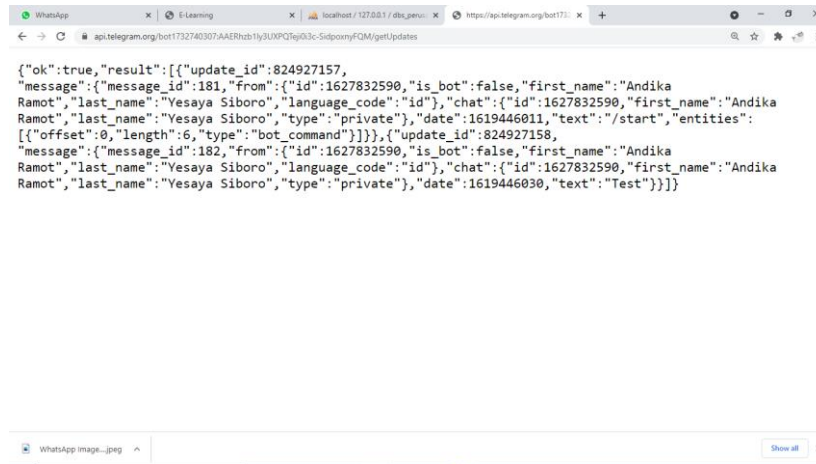 WhatsApp
E-Learning
localhost / 127.0.0.1 / dbs_peru
https://api.telegram.org/bot173
api.telegram.org/ /getUpdates
{"ok":true,"result":[{"update_id":824927157,
"message":{"message_id":181,"from":{"id":1627832590,"is_bot":false,"first_name":"Andika
Ramot","last_name":"Yesaya Siboro","language_code":"id"},"chat":{"id":1627832590,"first_name":"Andika
Ramot","last_name":"Yesaya Siboro","type":"private"},"date":1619446011,"text":"/start","entities":
[{"offset":0,"length":6,"type":"bot_command"}]}},{"update_id":824927158,
"message":{"message_id":182,"from":{"id":1627832590,"is_bot":false,"first_name":"Andika
Ramot","last_name":"Yesaya Siboro","language_code":"id"},"chat":{"id":1627832590,"first_name":"Andika
Ramot","last_name":"Yesaya Siboro","type":"private"},"date":1619446030,"text":"Test"}}]}
WhatsApp Image....jpeg
Show all